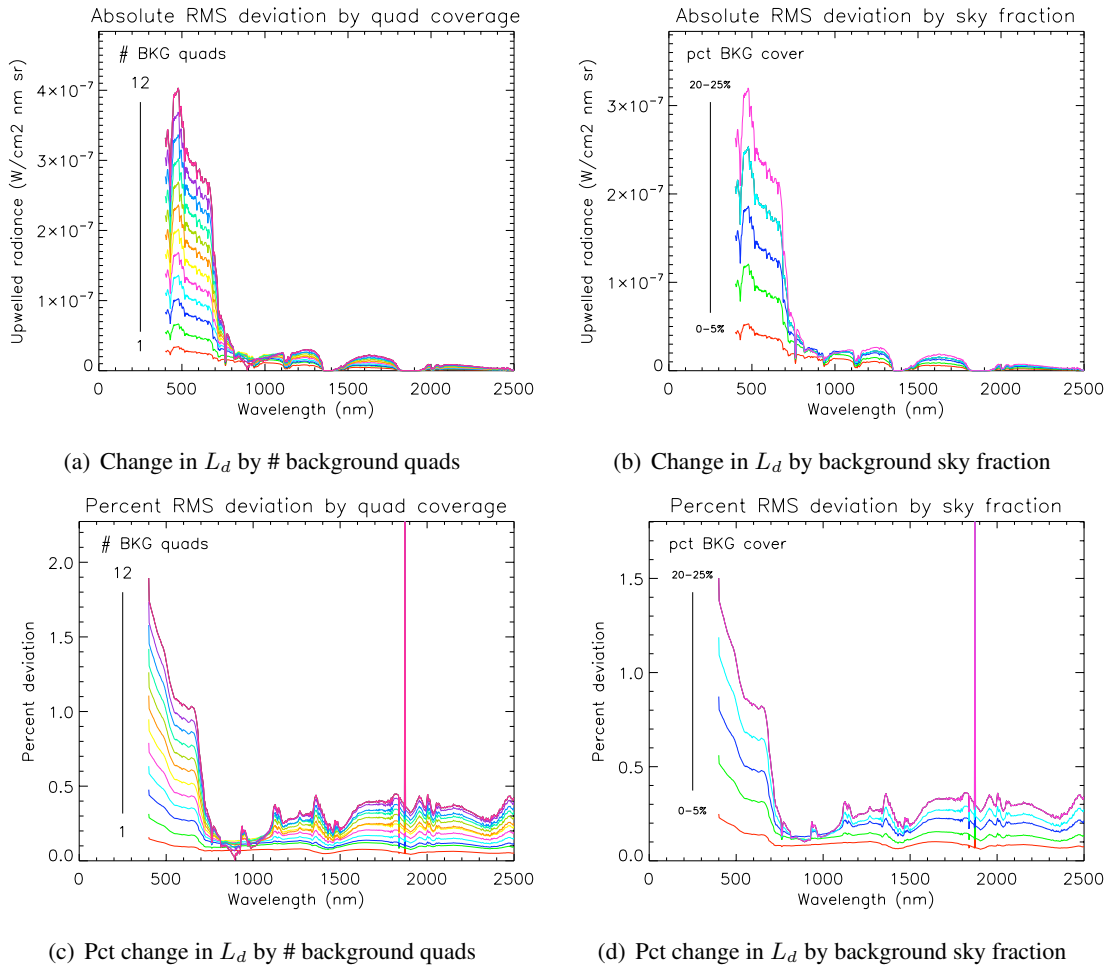 Absolute RMS deviation by quad coverage
# BKG quads
12
1
4×10⁻⁷
3×10⁻⁷
2×10⁻⁷
1×10⁻⁷
0
Upwelled radiance (W/cm2 nm sr)
0 500 1000 1500 2000 2500
Wavelength (nm)
(a) Change in L_d by # background quads
Absolute RMS deviation by sky fraction
pct BKG cover
20-25%
0-5%
3×10⁻⁷
2×10⁻⁷
1×10⁻⁷
0
Upwelled radiance (W/cm2 nm sr)
0 500 1000 1500 2000 2500
Wavelength (nm)
(b) Change in L_d by background sky fraction
Percent RMS deviation by quad coverage
# BKG quads
12
1
2.0
1.5
1.0
0.5
0.0
Percent deviation
0 500 1000 1500 2000 2500
Wavelength (nm)
(c) Pct change in L_d by # background quads
Percent RMS deviation by sky fraction
pct BKG cover
20-25%
0-5%
1.5
1.0
0.5
0.0
Percent deviation
0 500 1000 1500 2000 2500
Wavelength (nm)
(d) Pct change in L_d by background sky fraction